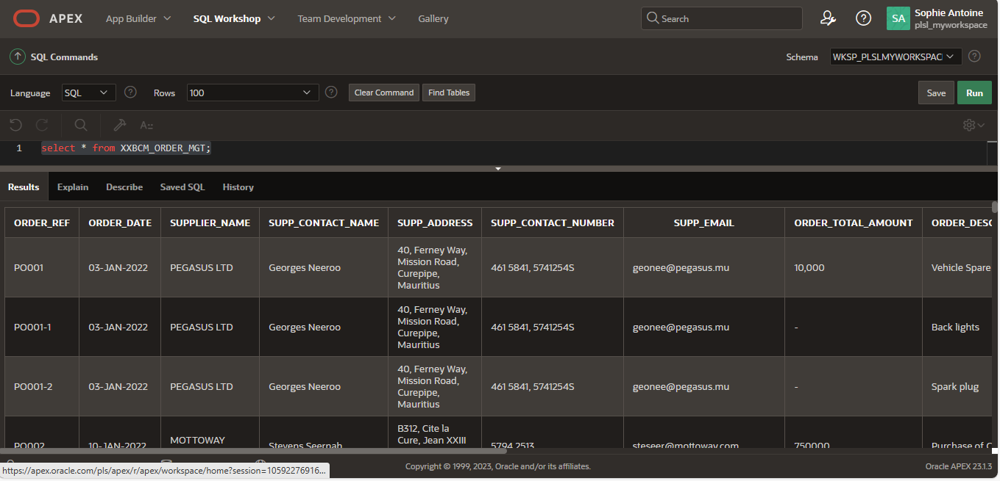 APEX App Builder SQL Workshop Team Development Gallery Search SA Sophie Antoine
plsl_myworkspace
SQL Commands Schema WKSP_PLSLMYWORKSPAC
Language SQL Rows 100 Clear Command Find Tables Save Run
A
1 select * from XXBCM_ORDER_MGT;
Results Explain Describe Saved SQL History
ORDER_REF ORDER_DATE SUPPLIER_NAME SUPP_CONTACT_NAME SUPP_ADDRESS SUPP_CONTACT_NUMBER SUPP_EMAIL ORDER_TOTAL_AMOUNT ORDER_DESC
PO001 03-JAN-2022 PEGASUS LTD Georges Neeroo 40, Ferney Way,
Mission Road,
Curepipe,
Mauritius 461 5841, 5741254S geonee@pegasus.mu 10,000 Vehicle Spare
PO001-1 03-JAN-2022 PEGASUS LTD Georges Neeroo 40, Ferney Way,
Mission Road,
Curepipe,
Mauritius 461 5841, 5741254S geonee@pegasus.mu - Back lights
PO001-2 03-JAN-2022 PEGASUS LTD Georges Neeroo 40, Ferney Way,
Mission Road,
Curepipe,
Mauritius 461 5841, 5741254S geonee@pegasus.mu - Spark plug
PO002 10-JAN-2022 MOTTOWAY Stevens Seernah B312, Cite la
Cure, Jean XXIII 5794 2513 steseer@mottoway.com 750000 Purchase of C
https://apex.oracle.com/pls/apex/r/apex/workspace/home?session=10592276916...
Copyright © 1999, 2023, Oracle and/or its affiliates. Oracle APEX 23.1.3